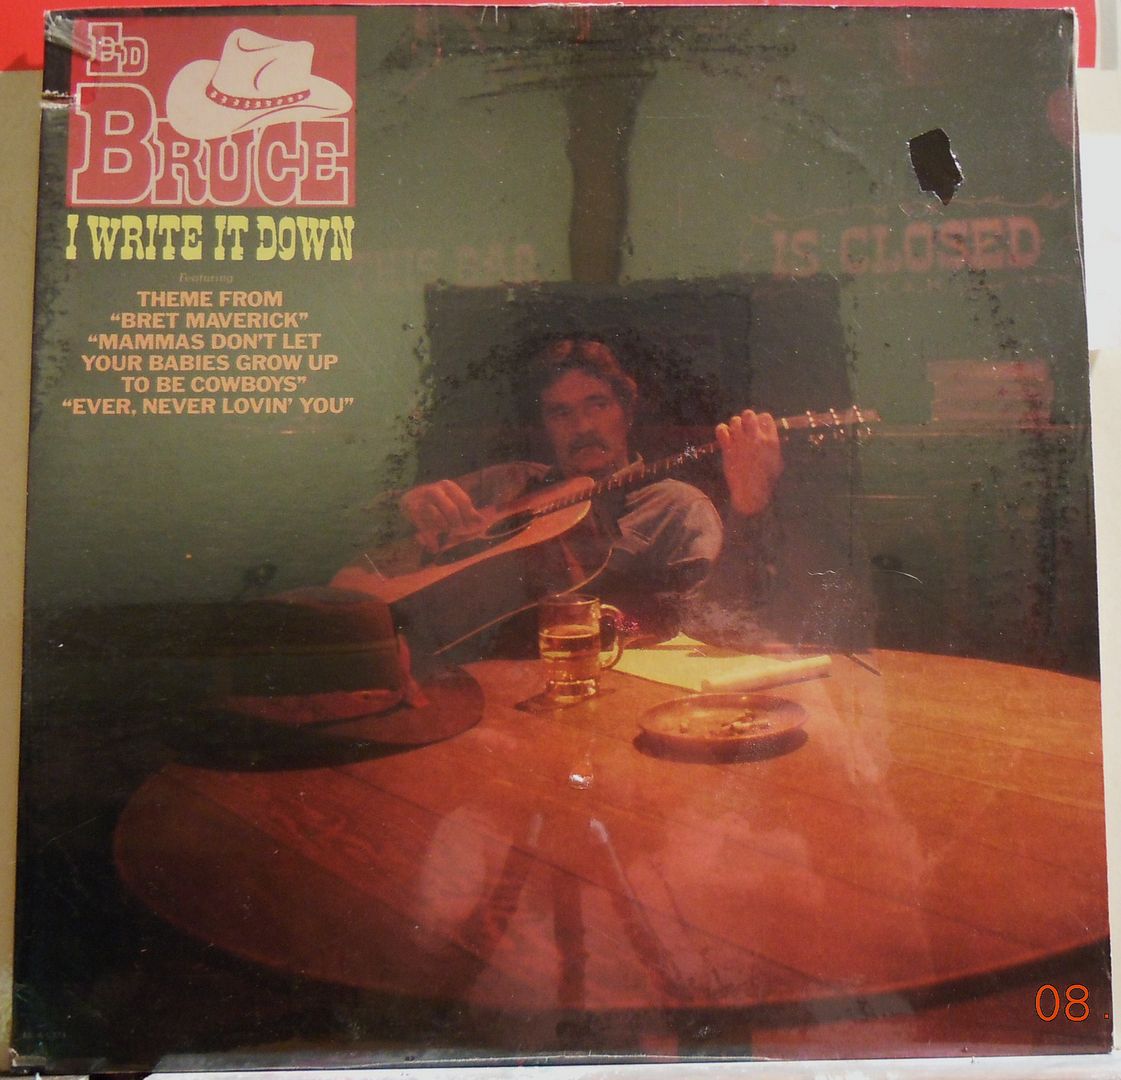 ED
BRUCE
I WRITE IT DOWN
Featuring
THEME FROM
“BRET MAVERICK”
“MAMMAS DON’T LET
YOUR BABIES GROW UP
TO BE COWBOYS”
“EVER, NEVER LOVIN’ YOU”
BAR
IS CLOSED
08.